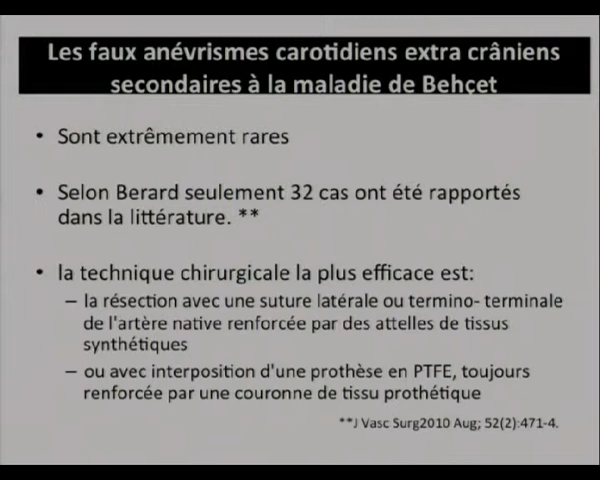 Les faux anévrismes carotidiens extra crâniens
secondaires à la maladie de Behçet
• Sont extrêmement rares
• Selon Berard seulement 32 cas ont été rapportés
dans la littérature. **
• la technique chirurgicale la plus efficace est:
– la résection avec une suture latérale ou termino- terminale
de l'artère native renforcée par des attelles de tissus
synthétiques
– ou avec interposition d'une prothèse en PTFE, toujours
renforcée par une couronne de tissu prothétique
**J Vasc Surg2010 Aug; 52(2):471-4.